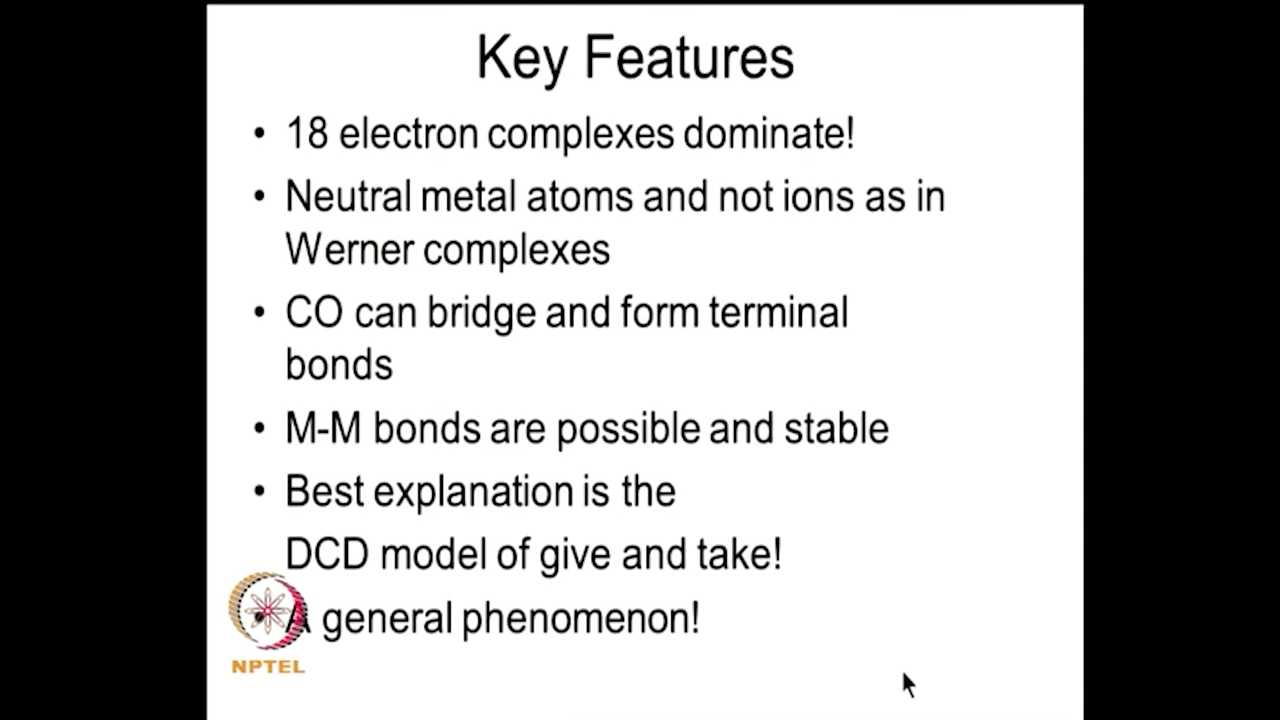 Key Features
• 18 electron complexes dominate!
• Neutral metal atoms and not ions as in
Werner complexes
• CO can bridge and form terminal
bonds
• M-M bonds are possible and stable
• Best explanation is the
DCD model of give and take!
• A general phenomenon!
NPTEL